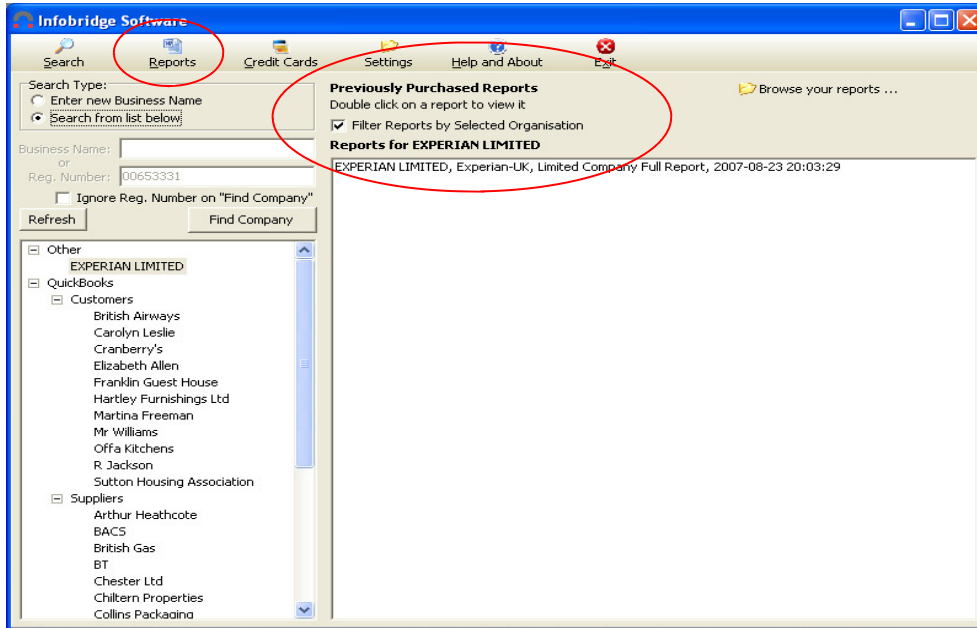 Infobridge Software
Search Reports Credit Cards Settings Help and About Exit
Search Type:
Enter new Business Name
Search from list below
Business Name:
or
Reg. Number: 00653331
Ignore Reg. Number on "Find Company"
Refresh Find Company
Other
EXPERIAN LIMITED
QuickBooks
Customers
British Airways
Carolyn Leslie
Cranberry's
Elizabeth Allen
Franklin Guest House
Hartley Furnishings Ltd
Martina Freeman
Mr Williams
Offa Kitchens
R Jackson
Sutton Housing Association
Suppliers
Arthur Heathcote
BACS
British Gas
BT
Chester Ltd
Chiltern Properties
Collins Packaging
Previously Purchased Reports
Browse your reports ...
Double click on a report to view it
Filter Reports by Selected Organisation
Reports for EXPERIAN LIMITED
EXPERIAN LIMITED, Experian-UK, Limited Company Full Report, 2007-08-23 20:03:29